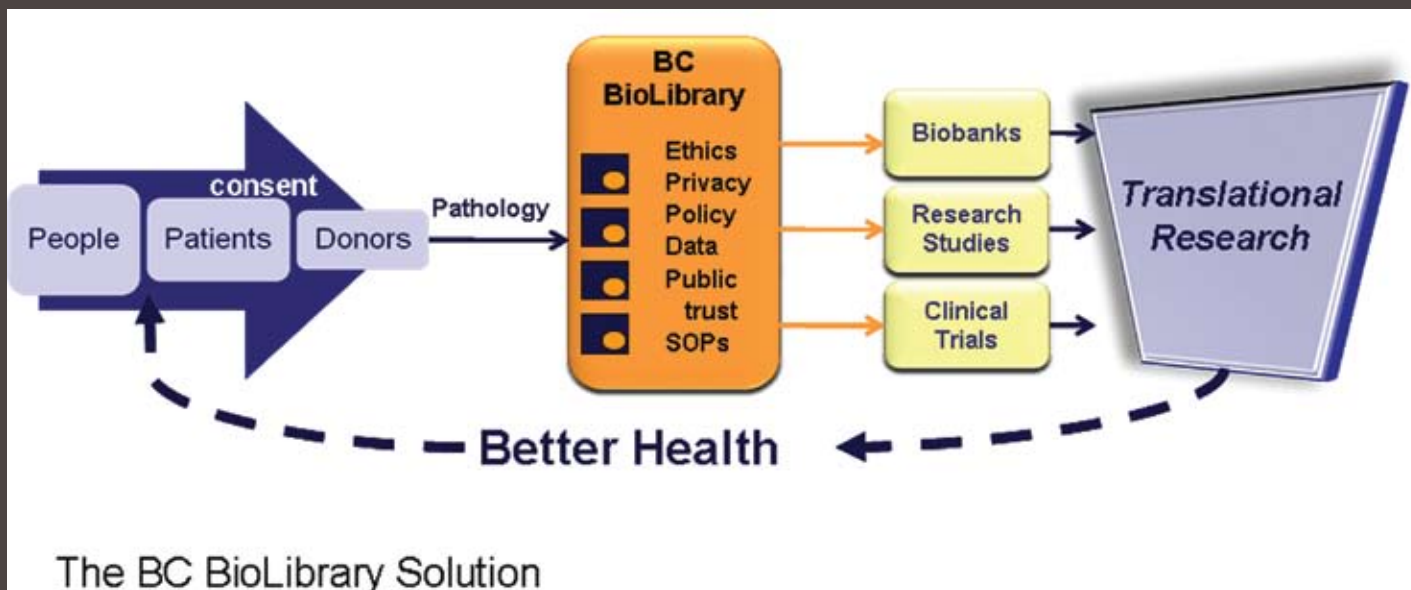 BC
BioLibrary
consent
People
Patients
Donors
Pathology
Ethics
Privacy
Policy
Data
Public
trust
SOPs
Biobanks
Research
Studies
Clinical
Trials
Translational
Research
Better Health
The BC BioLibrary Solution